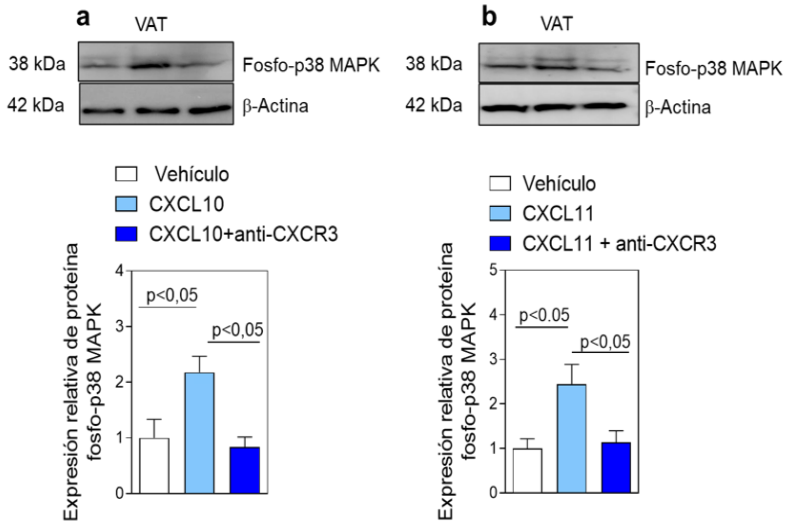 a
VAT
38 kDa
Fosfo-p38 MAPK
42 kDa
β-Actina
Vehículo
CXCL10
CXCL10+anti-CXCR3
Expresión relativa de proteína
fosfo-p38 MAPK
4
3
2
1
0
p<0,05
p<0,05
b
VAT
38 kDa
Fosfo-p38 MAPK
42 kDa
β-Actina
Vehículo
CXCL11
CXCL11 + anti-CXCR3
Expresión relativa de proteína
fosfo-p38 MAPK
5
4
3
2
1
0
p<0.05
p<0,05